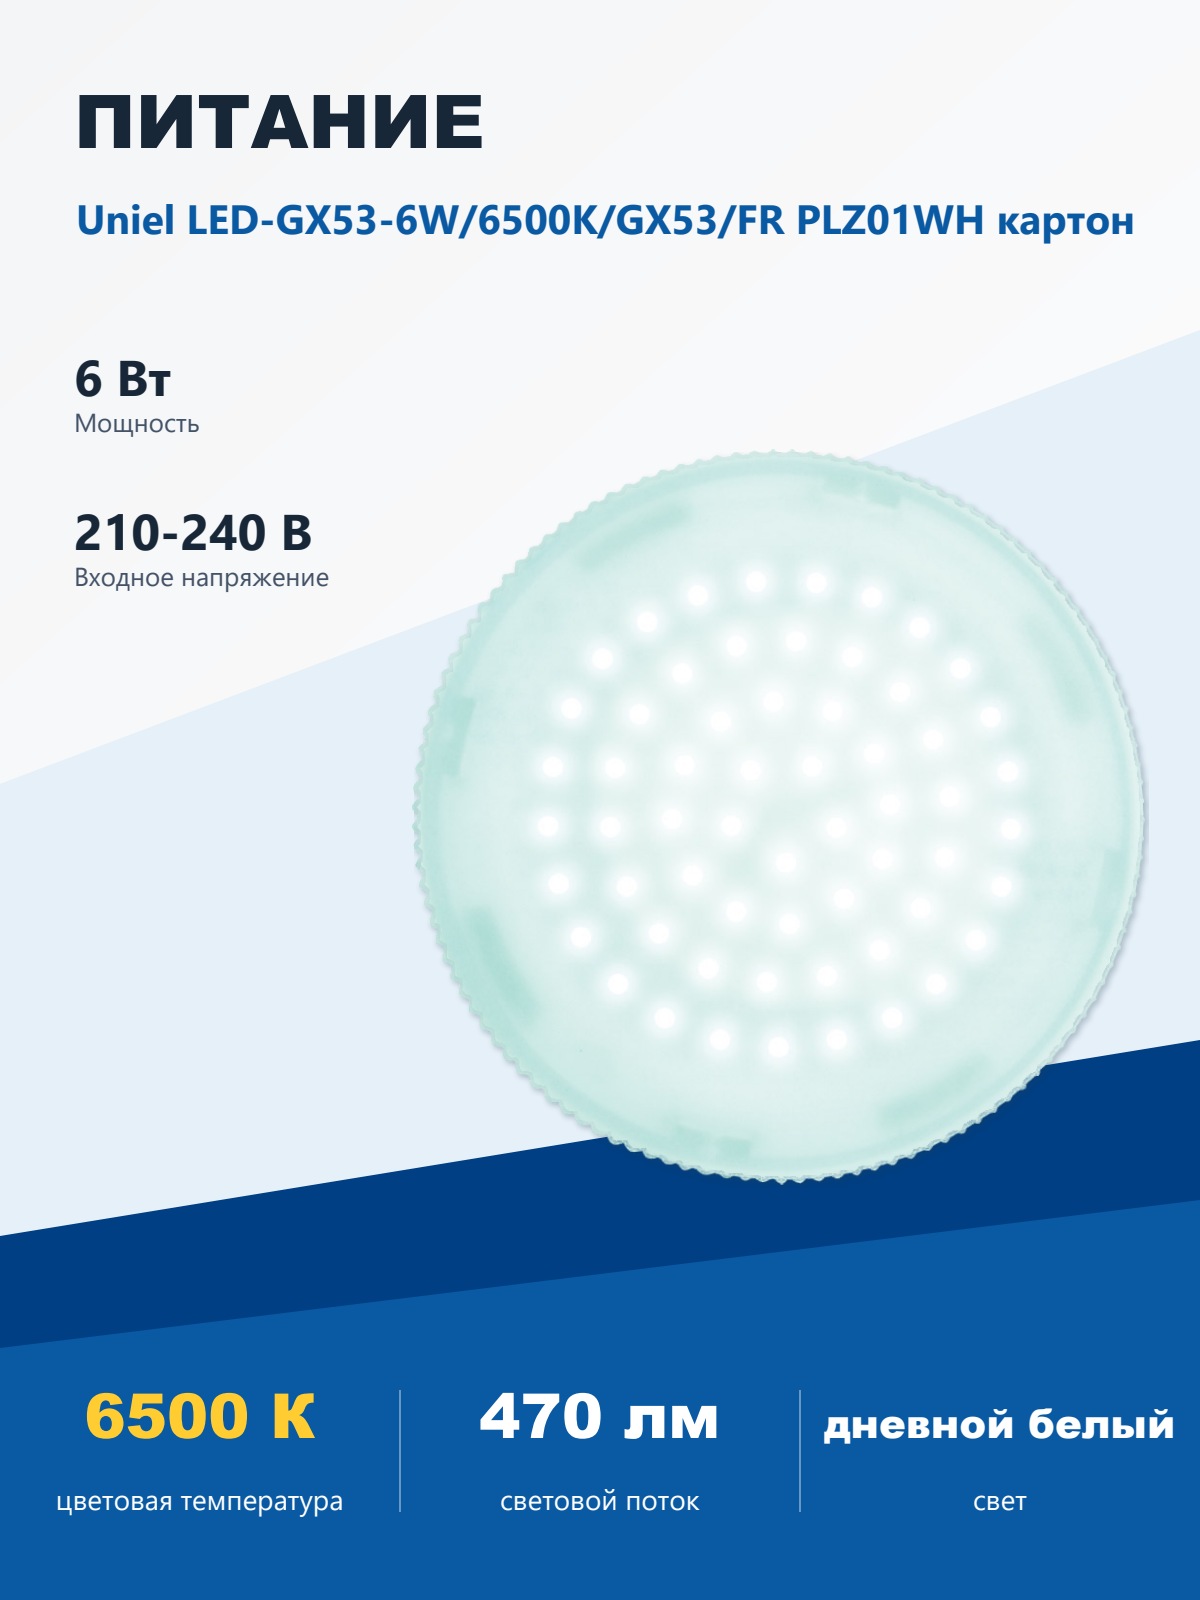 ПИТАНИЕ
Uniel LED-GX53-6W/6500K/GX53/FR PLZ01WH картон
6 Вт
Мощность
210-240 В
Входное напряжение
6500 К
цветовая температура
470 лм
световой поток
дневной белый
свет